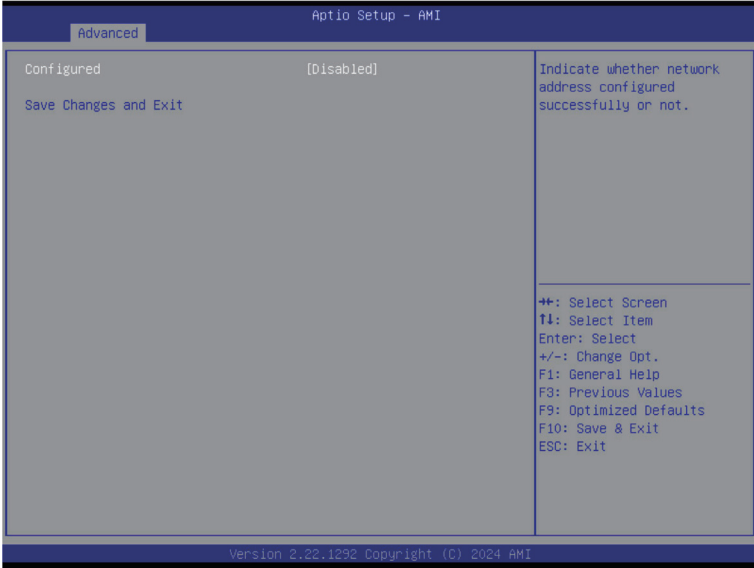 Aptio Setup – AMI
Advanced
Configured [Disabled]
Save Changes and Exit
Indicate whether network
address configured
successfully or not.
→←: Select Screen
↑↓: Select Item
Enter: Select
+/-: Change Opt.
F1: General Help
F3: Previous Values
F9: Optimized Defaults
F10: Save & Exit
ESC: Exit
Version 2.22.1292 Copyright (C) 2024 AMI